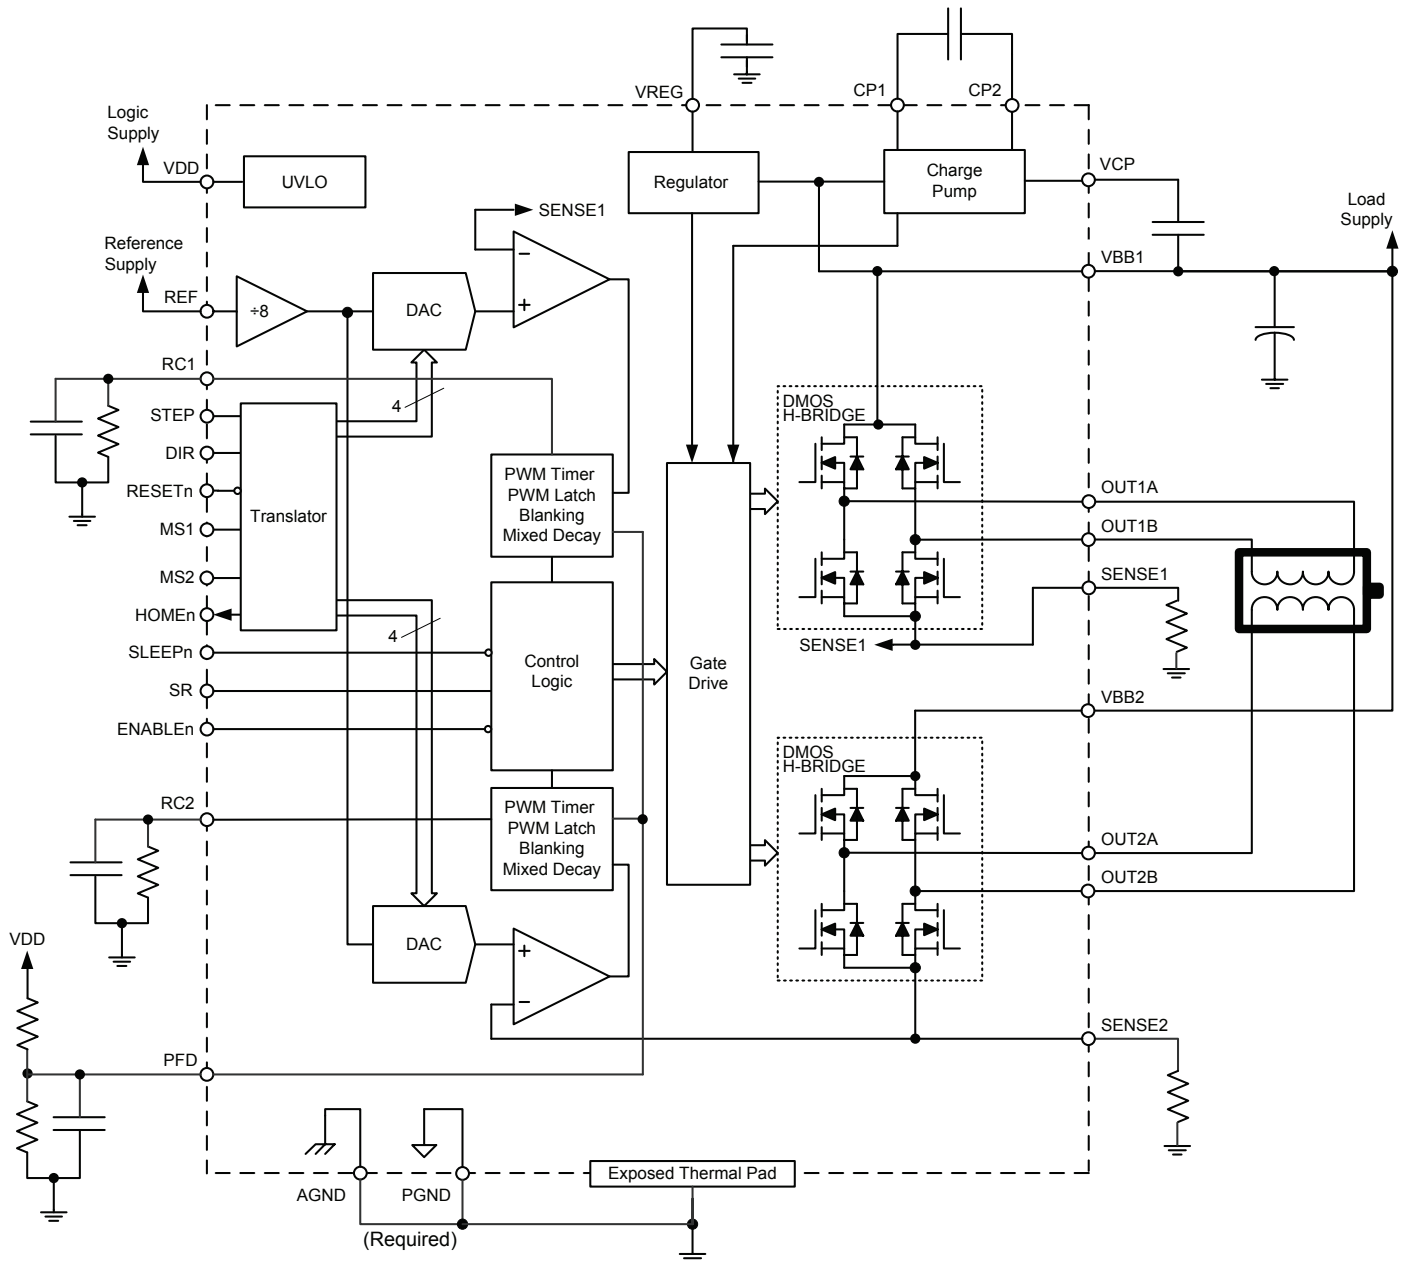 VREG
CP1
CP2
Logic
Supply
VDD
UVLO
Regulator
Charge
Pump
VCP
Load
Supply
SENSE1
Reference
Supply
VBB1
REF
÷8
DAC
−
+
RC1
4
STEP
DIR
RESETn
MS1
MS2
HOMEn
Translator
PWM Timer
PWM Latch
Blanking
Mixed Decay
DMOS
H-BRIDGE
OUT1A
OUT1B
SENSE1
SENSE1
4
SLEEPn
SR
ENABLEn
Control
Logic
Gate
Drive
VBB2
DMOS
H-BRIDGE
RC2
PWM Timer
PWM Latch
Blanking
Mixed Decay
OUT2A
OUT2B
VDD
DAC
+
−
SENSE2
PFD
Exposed Thermal Pad
AGND
PGND
(Required)